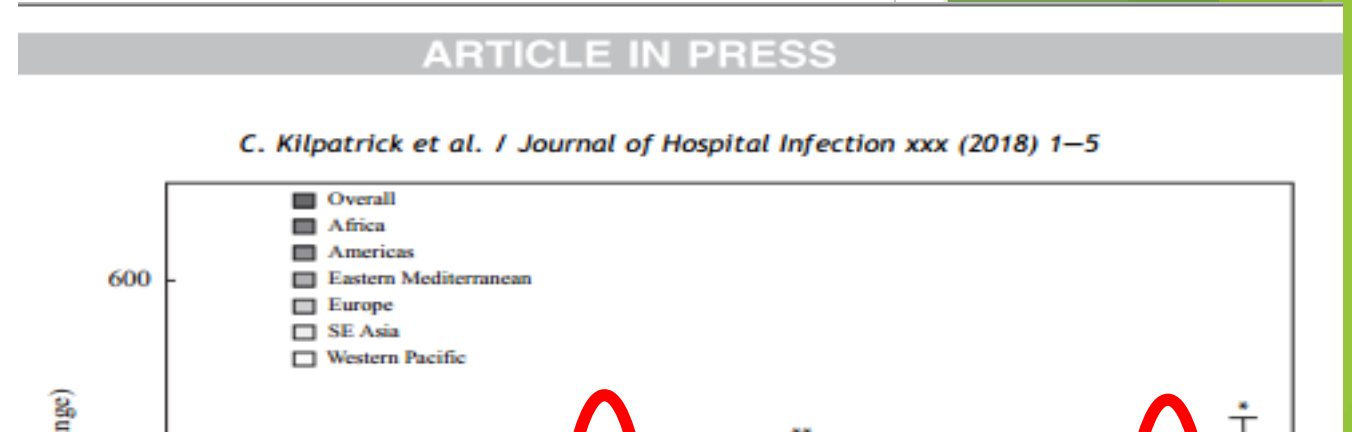 ARTICLE IN PRESS
C. Kilpatrick et al. / Journal of Hospital Infection xxx (2018) 1–5
Overall
Africa
Americas
600
Eastern Mediterranean
Europe
SE Asia
Western Pacific
nge)
*
**